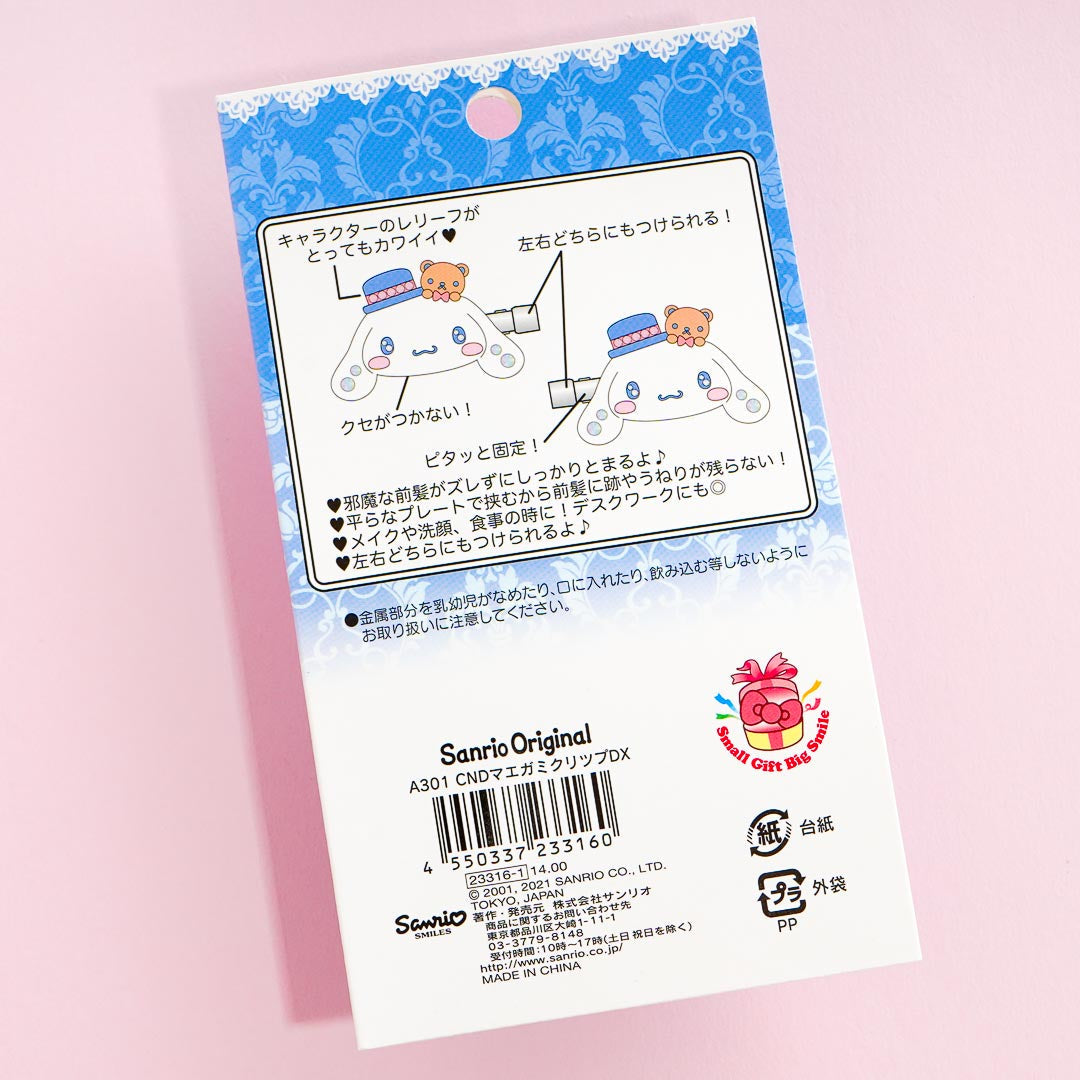 キャラクターのレリーフが
とってもカワイイ♥
左右どちらにもつけられる!
クセがつかない!
ピタッと固定!
♥邪魔な前髪がズレずにしっかりとまるよ♪
♥平らなプレートで挟むから前髪に跡やうねりが残らない!
♥メイクや洗顔、食事の時に!デスクワークにも◎
♥左右どちらにもつけられるよ♪
●金属部分を乳幼児がなめたり、口に入れたり、飲み込む等しないように
お取り扱いに注意してください。
Small Gift Big Smile
Sanrio Original
A301 CNDマエガミクリツプDX
4 550337 233160
23316-1 14.00
© 2001, 2021 SANRIO CO., LTD.
TOKYO, JAPAN
著作・発売元 株式会社サンリオ
商品に関するお問い合わせ先
東京都品川区大崎1-11-1
03-3779-8148
受付時間:10時〜17時(土日祝日を除く)
http://www.sanrio.co.jp/
MADE IN CHINA
Sanrio
SMILES
紙 台紙
プラ 外袋
PP